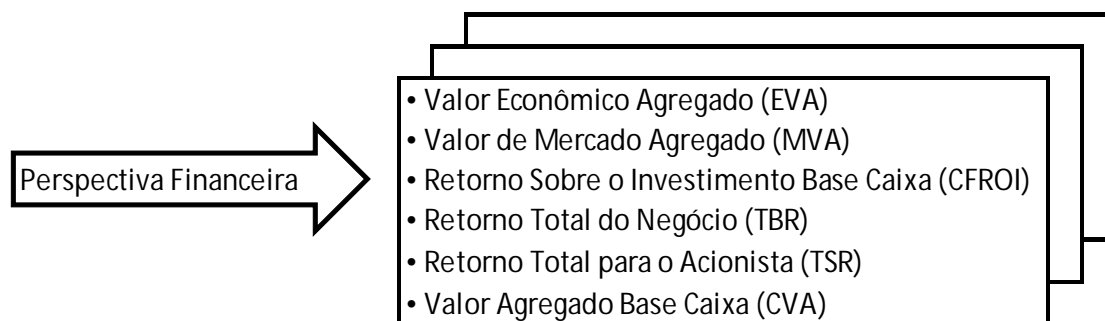 Perspectiva Financeira
• Valor Econômico Agregado (EVA)
• Valor de Mercado Agregado (MVA)
• Retorno Sobre o Investimento Base Caixa (CFROI)
• Retorno Total do Negócio (TBR)
• Retorno Total para o Acionista (TSR)
• Valor Agregado Base Caixa (CVA)